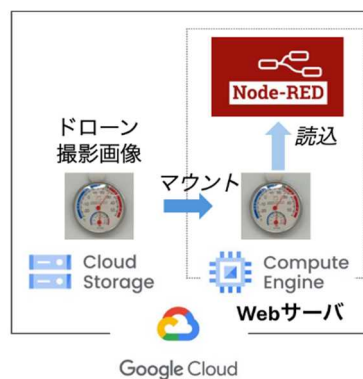 Node-RED
ドローン
撮影画像
読込
マウント
Cloud
Storage
Compute
Engine
Webサーバ
Google Cloud